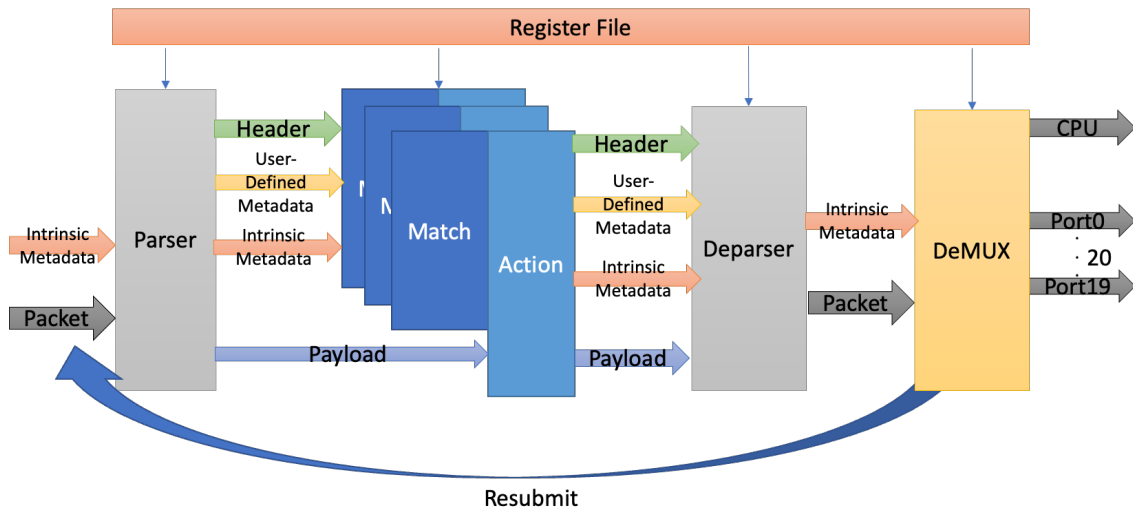 Register File
Intrinsic
Metadata
Packet
Parser
Header
User-
Defined
Metadata
Intrinsic
Metadata
Payload
M
M
Match
Action
Header
User-
Defined
Metadata
Intrinsic
Metadata
Payload
Deparser
Intrinsic
Metadata
Packet
DeMUX
CPU
Port0
: 20
Port19
Resubmit